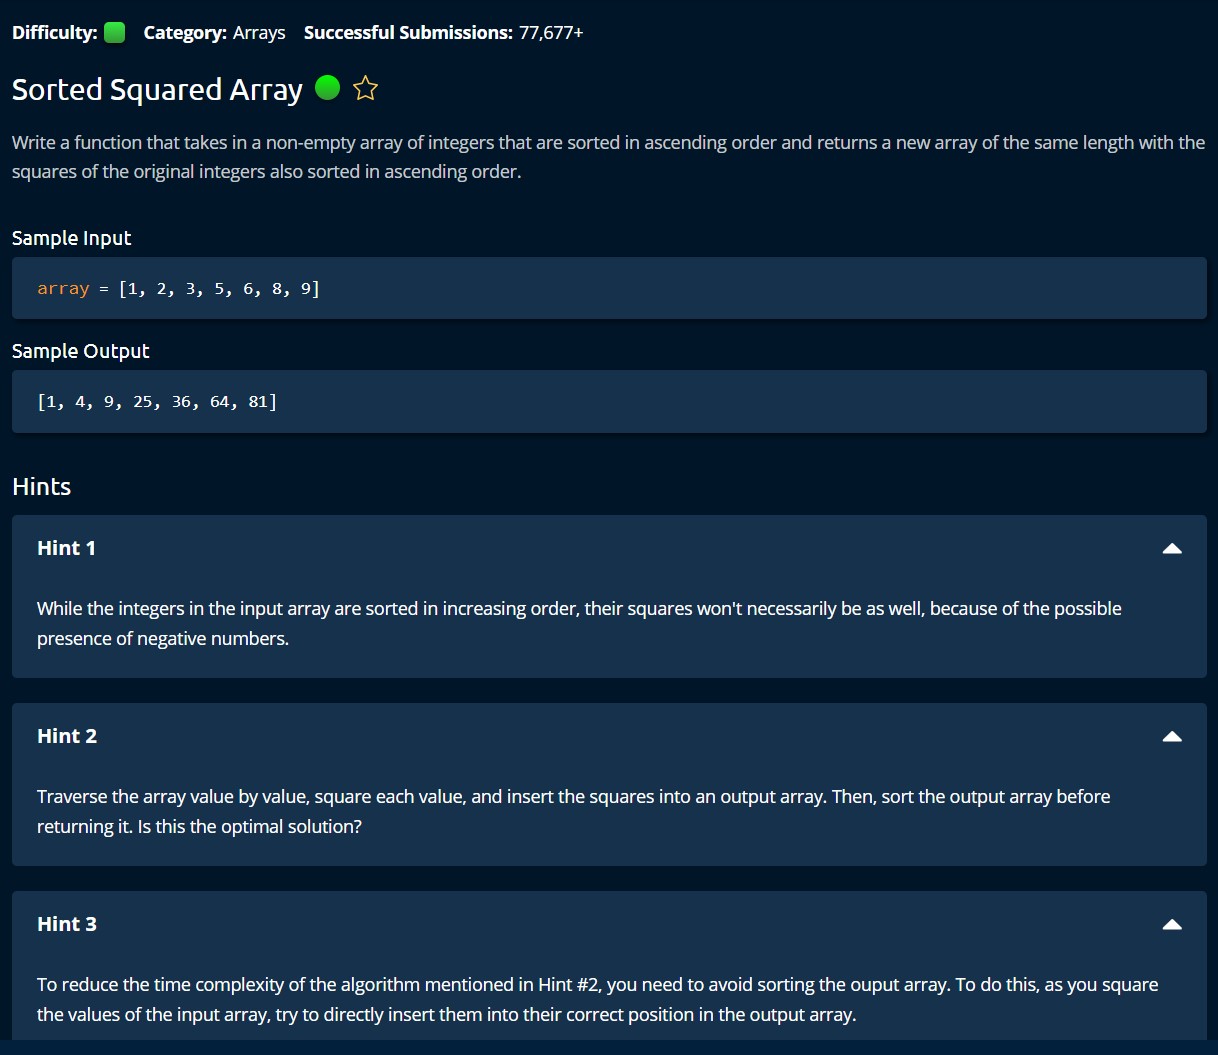 Difficulty: Category: Arrays Successful Submissions: 77,677+
Sorted Squared Array
Write a function that takes in a non-empty array of integers that are sorted in ascending order and returns a new array of the same length with the
squares of the original integers also sorted in ascending order.
Sample Input
array = [1, 2, 3, 5, 6, 8, 9]
Sample Output
[1, 4, 9, 25, 36, 64, 81]
Hints
Hint 1
While the integers in the input array are sorted in increasing order, their squares won't necessarily be as well, because of the possible
presence of negative numbers.
Hint 2
Traverse the array value by value, square each value, and insert the squares into an output array. Then, sort the output array before
returning it. Is this the optimal solution?
Hint 3
To reduce the time complexity of the algorithm mentioned in Hint #2, you need to avoid sorting the ouput array. To do this, as you square
the values of the input array, try to directly insert them into their correct position in the output array.